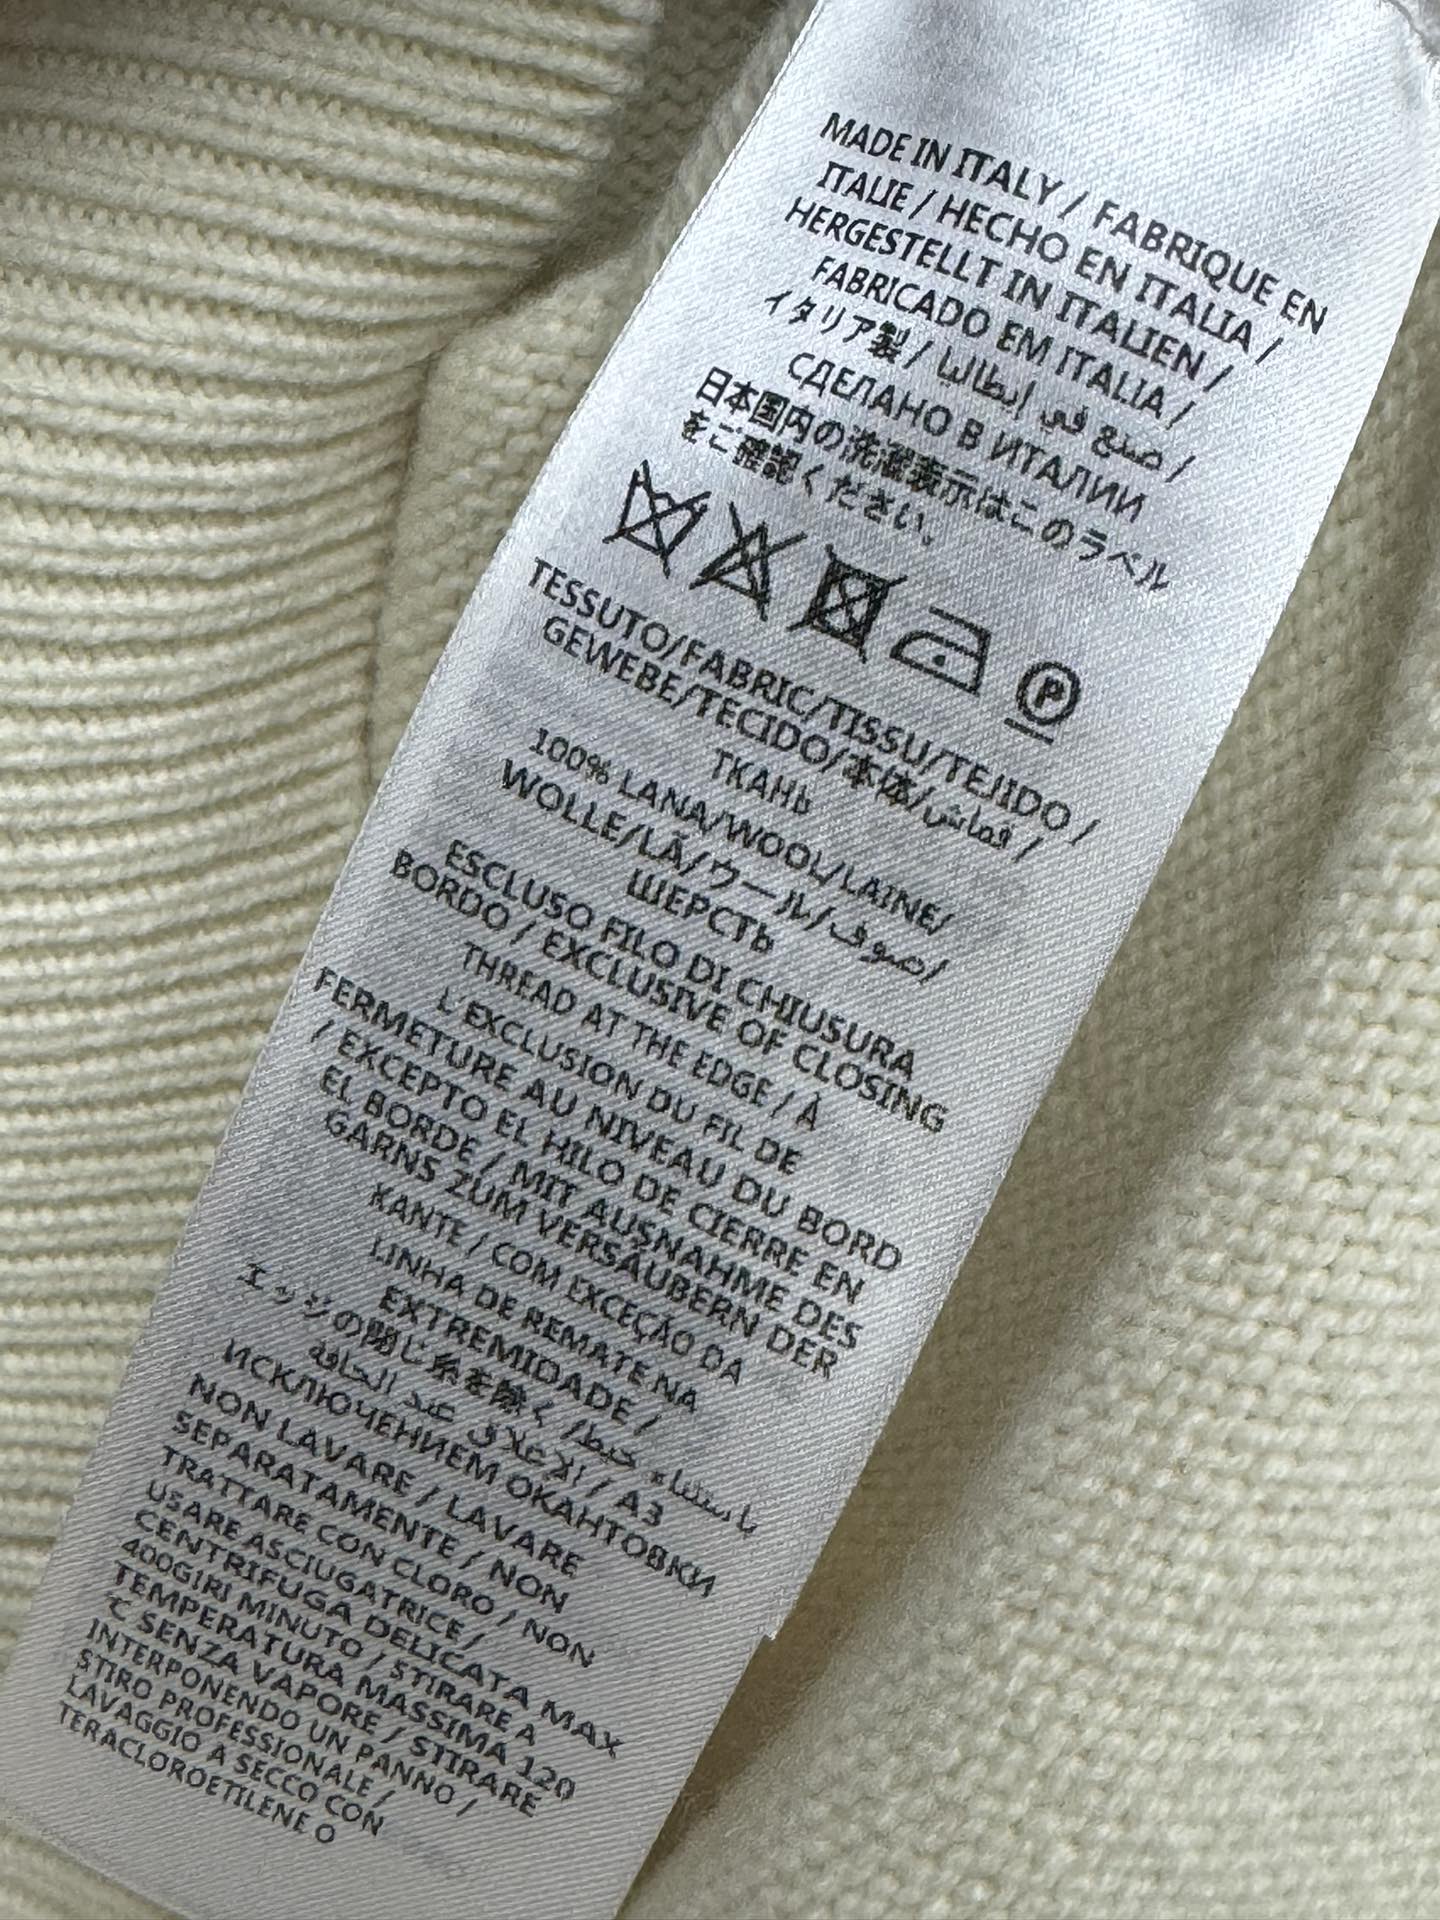 MADE IN ITALY / FABRIQUE EN
ITALIE / HECHO EN ITALIA /
HERGESTELLT IN ITALIEN /
FABRICADO EM ITALIA /
イタリア製 / صنع في إيطاليا /
СДЕЛАНО В ИТАЛИИ
日本国内の洗濯表示はこのラベル
をご確認ください。
P
TESSUTO/FABRIC/TISSU/TEJIDO/
GEWEBE/TECIDO/本体/قماش/
ТКАНЬ
100% LANA/WOOL/LAINE/
WOLLE/LÃ/ウール/صوف/
ШЕРСТЬ
ESCLUSO FILO DI CHIUSURA
BORDO / EXCLUSIVE OF CLOSING
THREAD AT THE EDGE / À
L'EXCLUSION DU FIL DE
FERMETURE AU NIVEAU DU BORD
/ EXCEPTO EL HILO DE CIERRE EN
EL BORDE / MIT AUSNAHME DES
GARNS ZUM VERSÄUBERN DER
KANTE / COM EXCEÇÃO DA
LINHA DE REMATE NA
EXTREMIDADE /
エッジの閉じ糸を除く / باستثناء خيط
الإغلاق عند الحافة / АЗ
ИСКЛЮЧЕНИЕМ ОКАНТОВКИ
NON LAVARE / LAVARE
SEPARATAMENTE / NON
TRATTARE CON CLORO / NON
USARE ASCIUGATRICE /
CENTRIFUGA DELICATA MAX
400GIRI MINUTO / STIRARE A
TEMPERATURA MASSIMA 120
°C SENZA VAPORE / STIRARE
INTERPONENDO UN PANNO /
STIRO PROFESSIONALE /
LAVAGGIO A SECCO CON
TERACLOROETILENE O